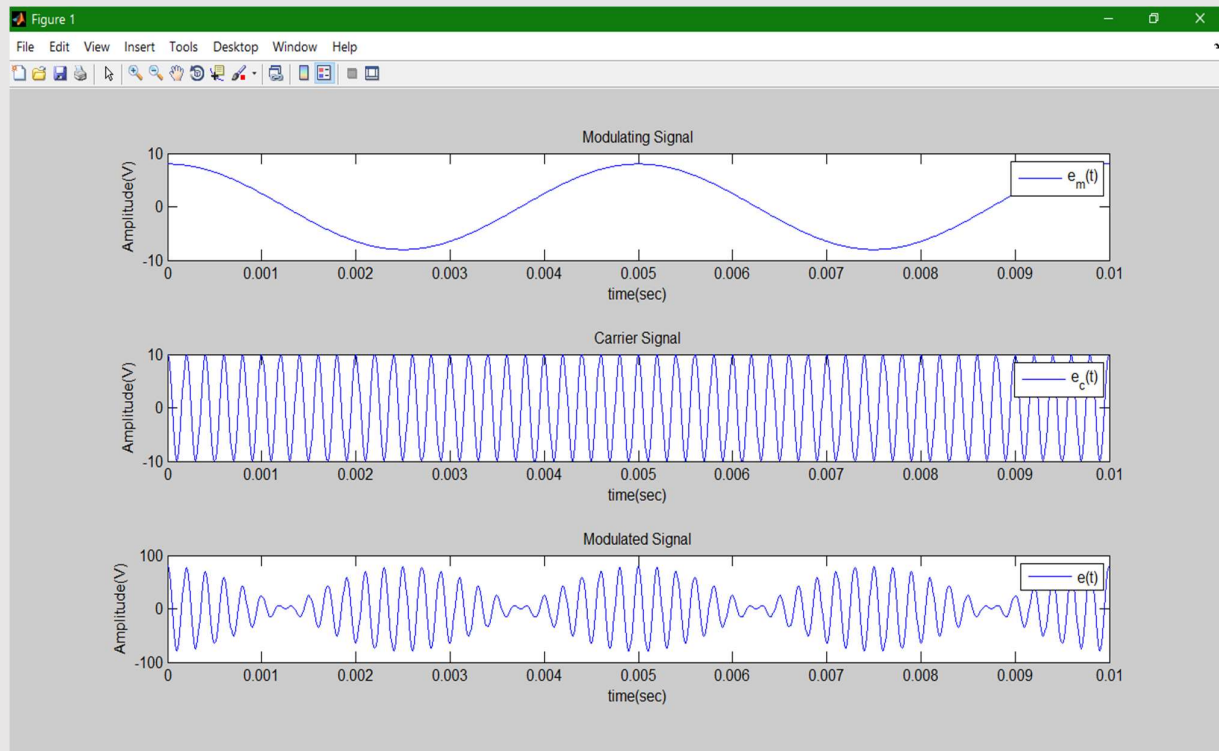 Figure 1
File Edit View Insert Tools Desktop Window Help
Modulating Signal
Amplitude(V)
10
0
-10
e_m(t)
0 0.001 0.002 0.003 0.004 0.005 0.006 0.007 0.008 0.009 0.01
time(sec)
Carrier Signal
Amplitude(V)
10
0
-10
e_c(t)
0 0.001 0.002 0.003 0.004 0.005 0.006 0.007 0.008 0.009 0.01
time(sec)
Modulated Signal
Amplitude(V)
100
0
-100
e(t)
0 0.001 0.002 0.003 0.004 0.005 0.006 0.007 0.008 0.009 0.01
time(sec)